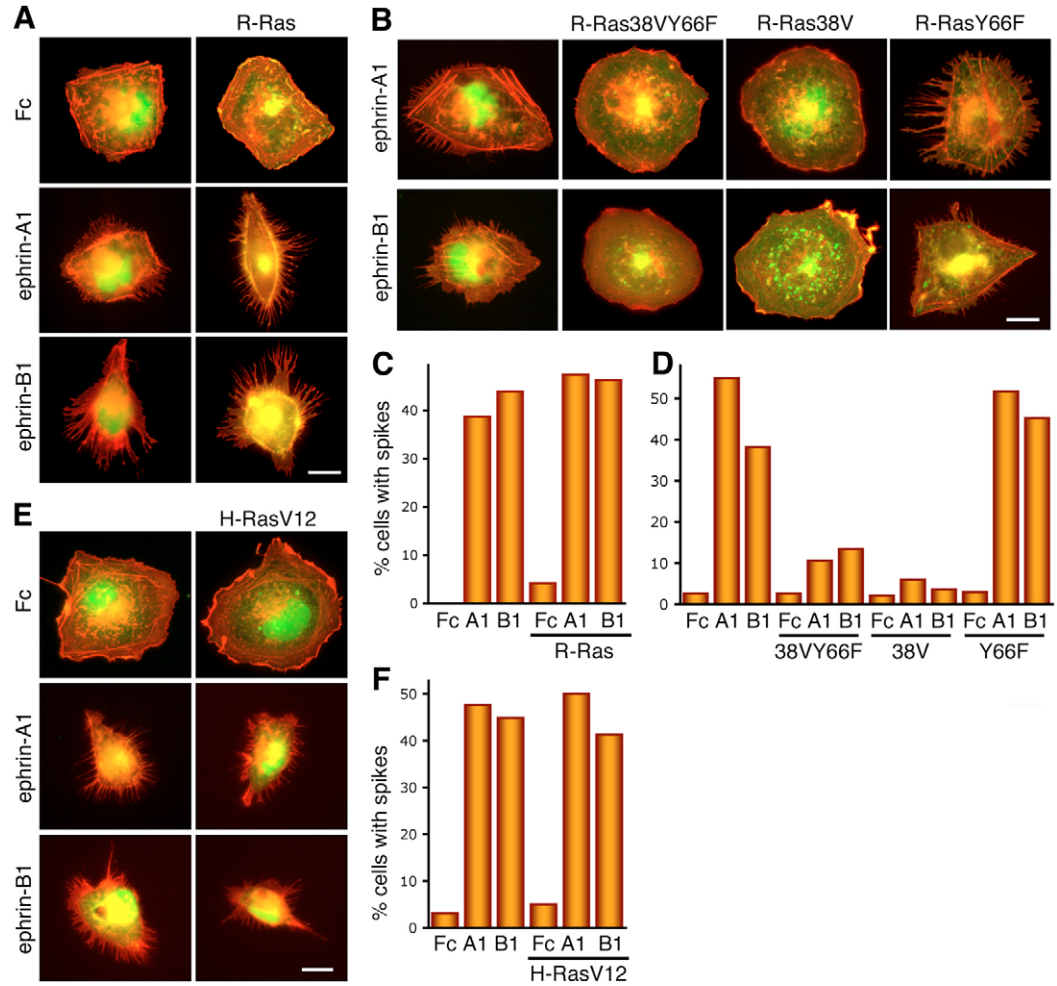 A
R-Ras
Fc
ephrin-A1
ephrin-B1
B
R-Ras38VY66F R-Ras38V R-RasY66F
ephrin-A1
ephrin-B1
C
% cells with spikes
40
30
20
10
0
Fc A1 B1 Fc A1 B1
R-Ras
D
50
40
30
20
10
0
Fc A1 B1 Fc A1 B1 Fc A1 B1 Fc A1 B1
38VY66F 38V Y66F
E
H-RasV12
Fc
ephrin-A1
ephrin-B1
F
% cells with spikes
50
40
30
20
10
0
Fc A1 B1 Fc A1 B1
H-RasV12